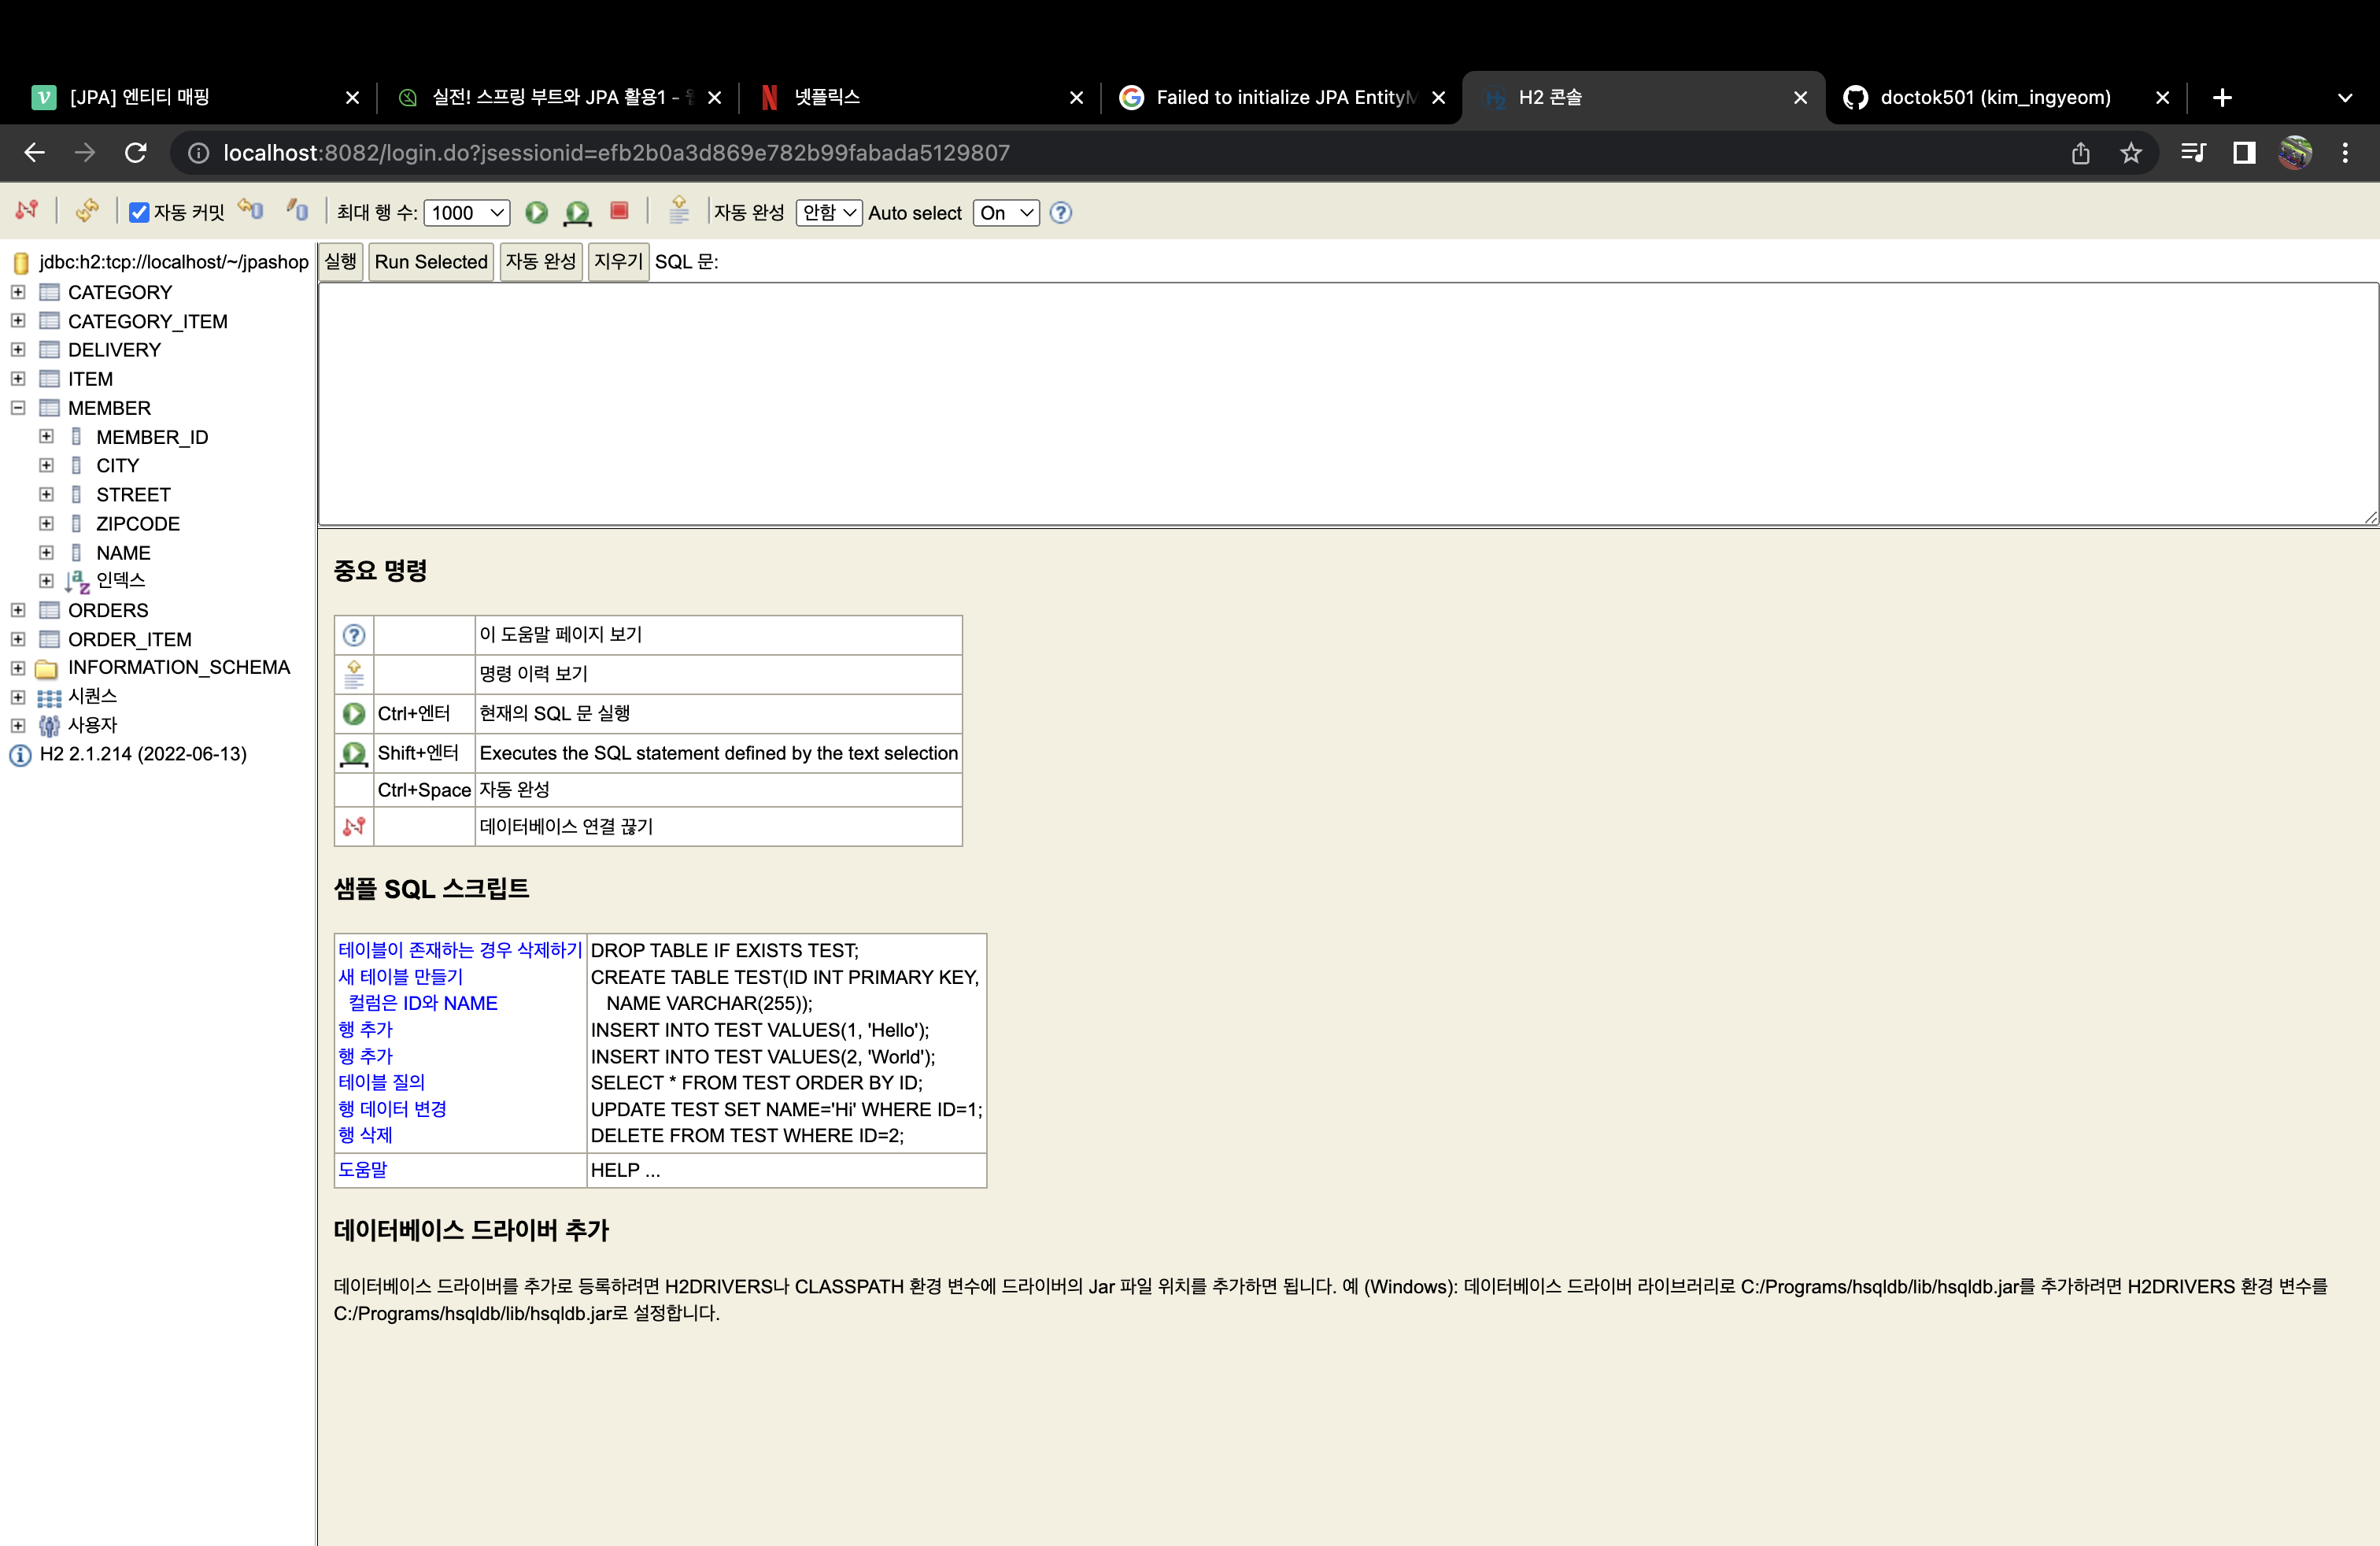 [JPA] 엔티티 매핑
실전! 스프링 부트와 JPA 활용1 -
넷플릭스
Failed to initialize JPA EntityM
H2 콘솔
doctok501 (kim_ingyeom)
localhost:8082/login.do?jsessionid=efb2b0a3d869e782b99fabada5129807
자동 커밋 최대 행 수: 1000 자동 완성 안함 Auto select On
jdbc:h2:tcp://localhost/~/jpashop
CATEGORY
CATEGORY_ITEM
DELIVERY
ITEM
MEMBER
MEMBER_ID
CITY
STREET
ZIPCODE
NAME
인덱스
ORDERS
ORDER_ITEM
INFORMATION_SCHEMA
시퀀스
사용자
H2 2.1.214 (2022-06-13)
실행 Run Selected 자동 완성 지우기 SQL 문:
중요 명령
이 도움말 페이지 보기
명령 이력 보기
Ctrl+엔터 현재의 SQL 문 실행
Shift+엔터 Executes the SQL statement defined by the text selection
Ctrl+Space 자동 완성
데이터베이스 연결 끊기
샘플 SQL 스크립트
테이블이 존재하는 경우 삭제하기 DROP TABLE IF EXISTS TEST;
새 테이블 만들기 CREATE TABLE TEST(ID INT PRIMARY KEY,
컬럼은 ID와 NAME NAME VARCHAR(255));
행 추가 INSERT INTO TEST VALUES(1, 'Hello');
행 추가 INSERT INTO TEST VALUES(2, 'World');
테이블 질의 SELECT * FROM TEST ORDER BY ID;
행 데이터 변경 UPDATE TEST SET NAME='Hi' WHERE ID=1;
행 삭제 DELETE FROM TEST WHERE ID=2;
도움말 HELP ...
데이터베이스 드라이버 추가
데이터베이스 드라이버를 추가로 등록하려면 H2DRIVERS나 CLASSPATH 환경 변수에 드라이버의 Jar 파일 위치를 추가하면 됩니다. 예 (Windows): 데이터베이스 드라이버 라이브러리로 C:/Programs/hsqldb/lib/hsqldb.jar를 추가하려면 H2DRIVERS 환경 변수를
C:/Programs/hsqldb/lib/hsqldb.jar로 설정합니다.